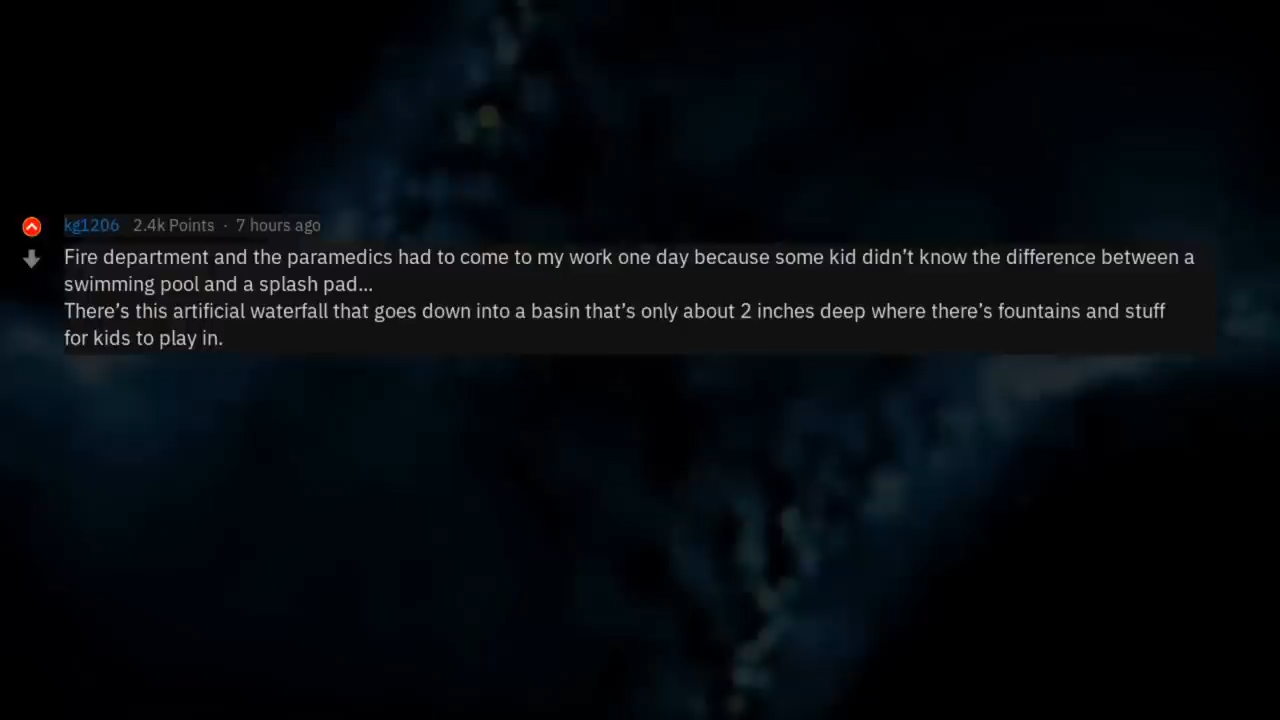 kg1206 2.4k Points · 7 hours ago
Fire department and the paramedics had to come to my work one day because some kid didn’t know the difference between a
swimming pool and a splash pad...
There’s this artificial waterfall that goes down into a basin that’s only about 2 inches deep where there’s fountains and stuff
for kids to play in.